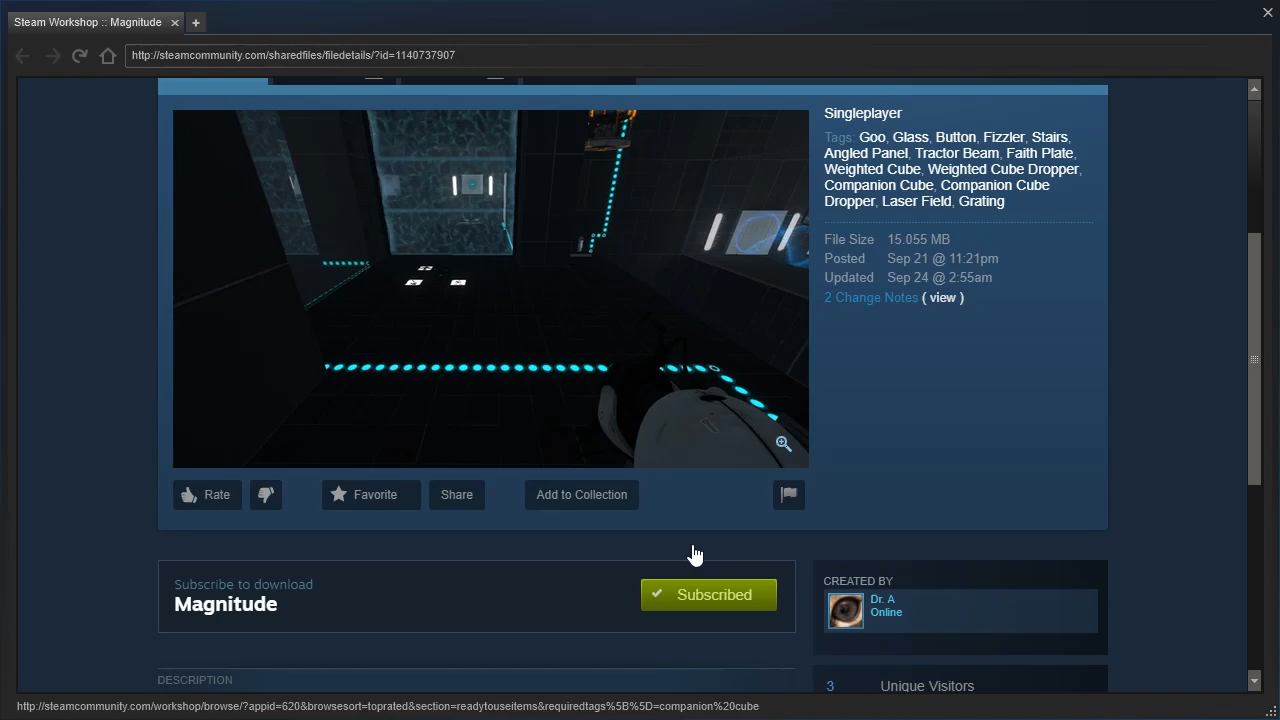 Steam Workshop :: Magnitude
http://steamcommunity.com/sharedfiles/filedetails/?id=1140737907
Singleplayer
Tags: Goo, Glass, Button, Fizzler, Stairs,
Angled Panel, Tractor Beam, Faith Plate,
Weighted Cube, Weighted Cube Dropper,
Companion Cube, Companion Cube
Dropper, Laser Field, Grating
File Size 15.055 MB
Posted Sep 21 @ 11:21pm
Updated Sep 24 @ 2:55am
2 Change Notes ( view )
Rate
Favorite
Share
Add to Collection
Subscribe to download
Magnitude
Subscribed
CREATED BY
Dr. A
Online
DESCRIPTION
3 Unique Visitors
http://steamcommunity.com/workshop/browse/?appid=620&browsesort=toprated&section=readytouseitems&requiredtags%5B%5D=companion%20cube